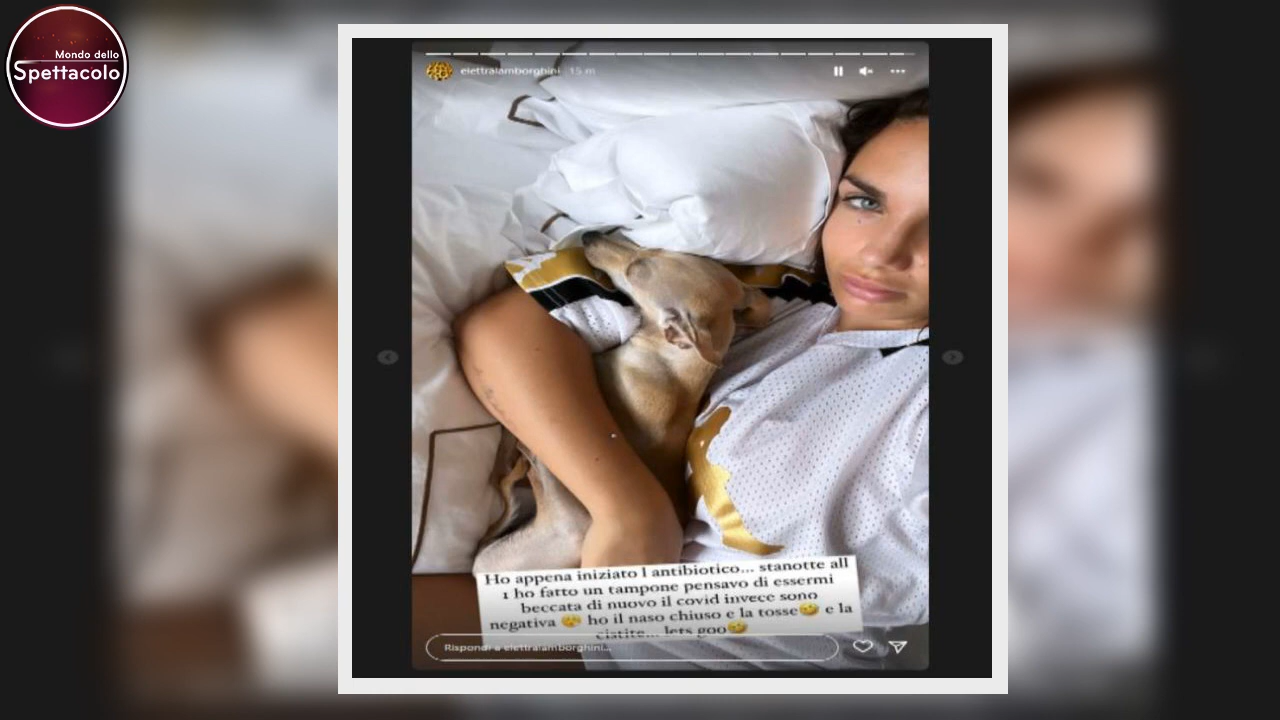 Mondo dello
Spettacolo
elettralamborghini 15 m
Ho appena iniziato l antibiotico... stanotte all
1 ho fatto un tampone pensavo di essermi
beccata di nuovo il covid invece sono
negativa 🫣 ho il naso chiuso e la tosse🤣 e la
cistite... lets goo🤣
Rispondi a elettralamborghini...